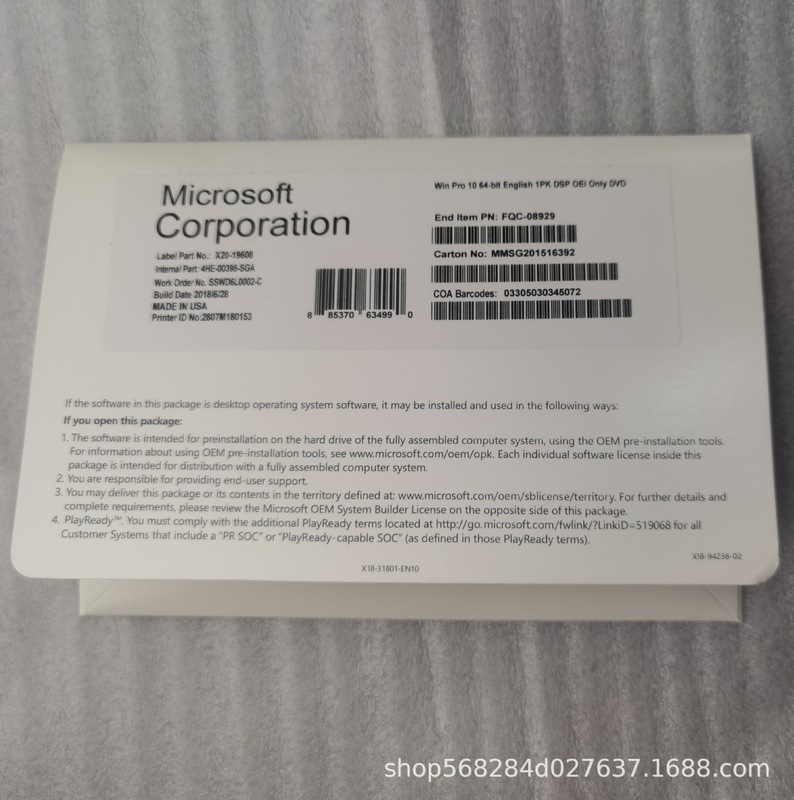 Microsoft
Corporation
Label Part No.: X20-19608
Internal Part: 4HE-00398-SGA
Work Order No. SSWD6L0002-C
Build Date 2018/6/28
MADE IN USA
Printer ID No:2807M180153
8 85370 63499 0
Win Pro 10 64-bit English 1PK DSP OEI Only DVD
End Item PN: FQC-08929
Carton No: MMSG201516392
COA Barcodes: 03305030345072
If the software in this package is desktop operating system software, it may be installed and used in the following ways:
If you open this package:
1. The software is intended for preinstallation on the hard drive of the fully assembled computer system, using the OEM pre-installation tools.
For information about using OEM pre-installation tools, see www.microsoft.com/oem/opk. Each individual software license inside this
package is intended for distribution with a fully assembled computer system.
2. You are responsible for providing end-user support.
3. You may deliver this package or its contents in the territory defined at: www.microsoft.com/oem/sblicense/territory. For further details and
complete requirements, please review the Microsoft OEM System Builder License on the opposite side of this package.
4. PlayReady™. You must comply with the additional PlayReady terms located at http://go.microsoft.com/fwlink/?LinkiD=519068 for all
Customer Systems that include a "PR SOC" or "PlayReady-capable SOC" (as defined in those PlayReady terms).
X18-94238-02
X18-31801-EN10
shop568284d027637.1688.com